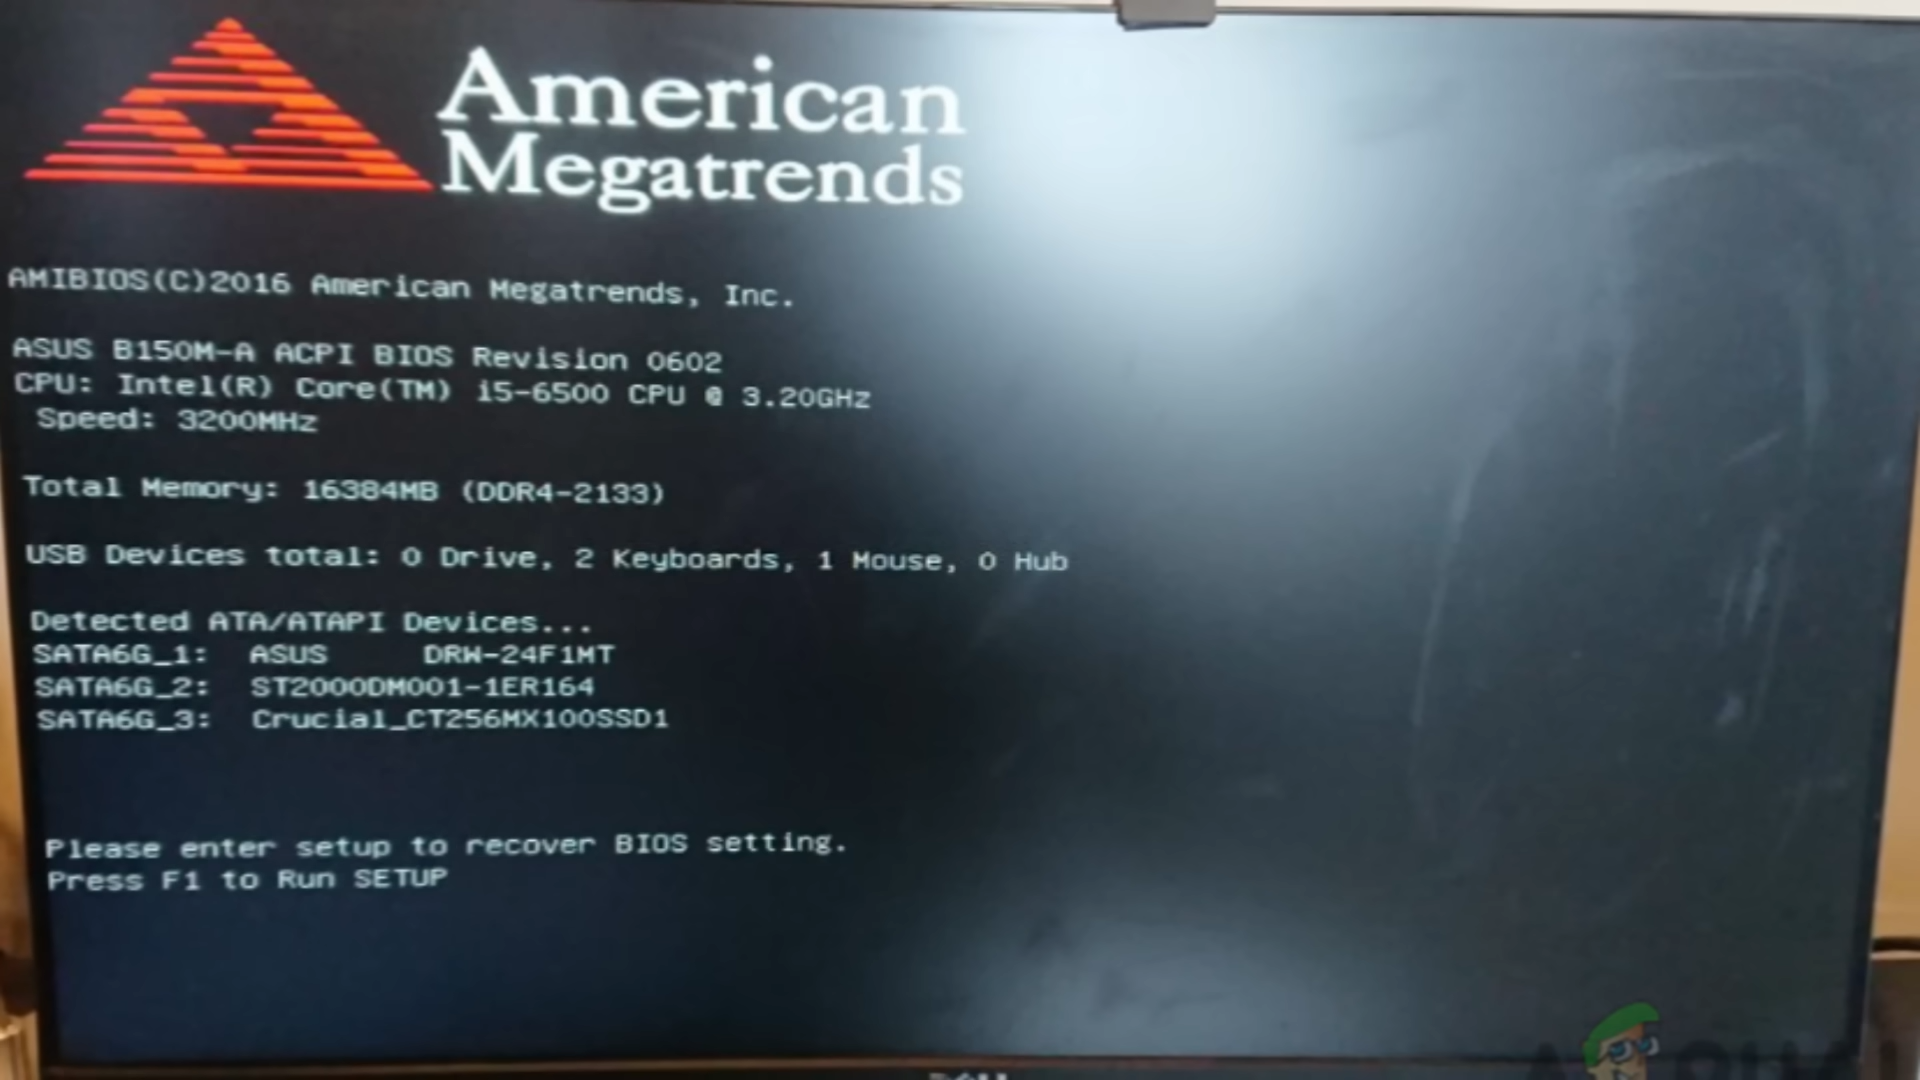 American
Megatrends
AMIBIOS(C)2016 American Megatrends, Inc.
ASUS B150M-A ACPI BIOS Revision 0602
CPU: Intel(R) Core(TM) i5-6500 CPU @ 3.20GHz
Speed: 3200MHz
Total Memory: 16384MB (DDR4-2133)
USB Devices total: 0 Drive, 2 Keyboards, 1 Mouse, 0 Hub
Detected ATA/ATAPI Devices...
SATA6G_1: ASUS DRW-24F1MT
SATA6G_2: ST2000DM001-1ER164
SATA6G_3: Crucial_CT256MX100SSD1
Please enter setup to recover BIOS setting.
Press F1 to Run SETUP